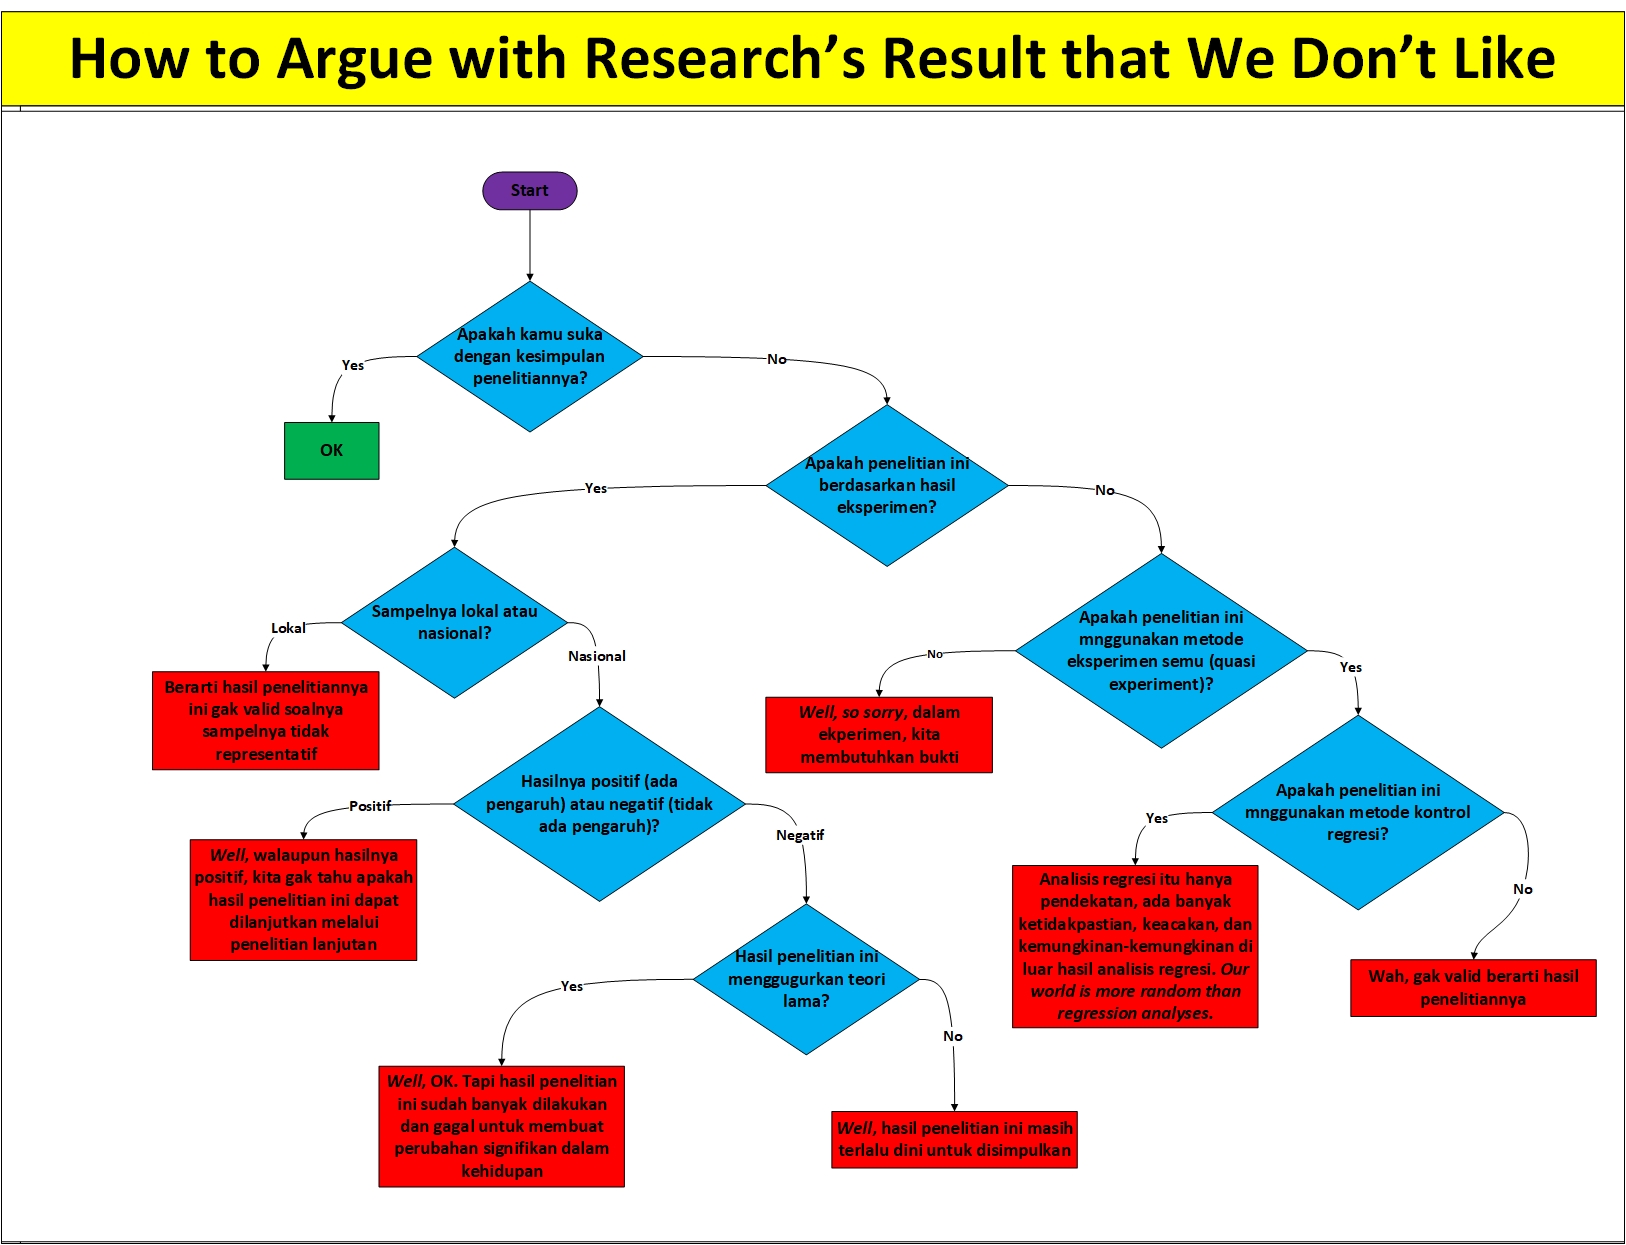 How to Argue with Research’s Result that We Don’t Like
Start
Apakah kamu suka
dengan kesimpulan
penelitiannya?
Yes
No
OK
Apakah penelitian ini
berdasarkan hasil
eksperimen?
Yes
No
Sampelnya lokal atau
nasional?
Lokal
Nasional
Berarti hasil penelitiannya
ini gak valid soalnya
sampelnya tidak
representatif
Apakah penelitian ini
mnggunakan metode
eksperimen semu (quasi
experiment)?
No
Yes
Well, so sorry, dalam
ekperimen, kita
membutuhkan bukti
Hasilnya positif (ada
pengaruh) atau negatif (tidak
ada pengaruh)?
Positif
Negatif
Well, walaupun hasilnya
positif, kita gak tahu apakah
hasil penelitian ini dapat
dilanjutkan melalui
penelitian lanjutan
Apakah penelitian ini
mnggunakan metode kontrol
regresi?
Yes
No
Analisis regresi itu hanya
pendekatan, ada banyak
ketidakpastian, keacakan, dan
kemungkinan-kemungkinan di
luar hasil analisis regresi. Our
world is more random than
regression analyses.
Wah, gak valid berarti hasil
penelitiannya
Hasil penelitian ini
menggugurkan teori
lama?
Yes
No
Well, OK. Tapi hasil penelitian
ini sudah banyak dilakukan
dan gagal untuk membuat
perubahan signifikan dalam
kehidupan
Well, hasil penelitian ini masih
terlalu dini untuk disimpulkan